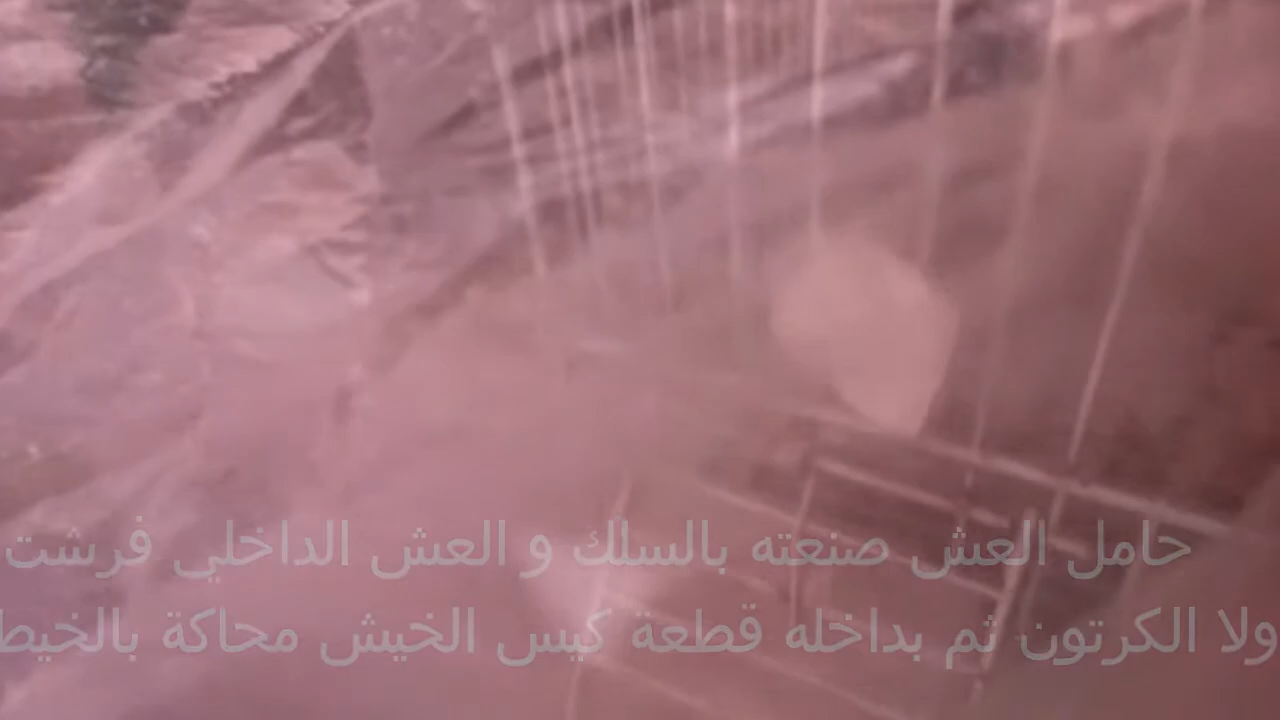 حامل العش صنعته بالسلك و العش الداخلي فرشت
ولا الكرتون ثم بداخله قطعة كيس الخيش محاكة بالخيط